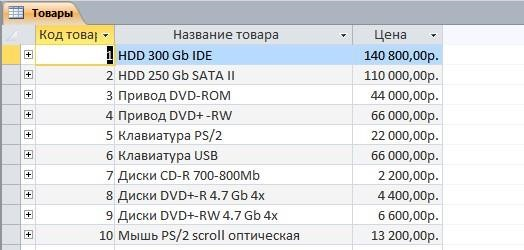 Товары
Код товар Название товара Цена
1 HDD 300 Gb IDE 140 800,00р.
2 HDD 250 Gb SATA II 110 000,00р.
3 Привод DVD-ROM 44 000,00р.
4 Привод DVD+ -RW 66 000,00р.
5 Клавиатура PS/2 22 000,00р.
6 Клавиатура USB 66 000,00р.
7 Диски CD-R 700-800Mb 2 200,00р.
8 Диски DVD+-R 4.7 Gb 4x 4 400,00р.
9 Диски DVD+-RW 4.7 Gb 4x 6 600,00р.
10 Мышь PS/2 scroll оптическая 13 200,00р.